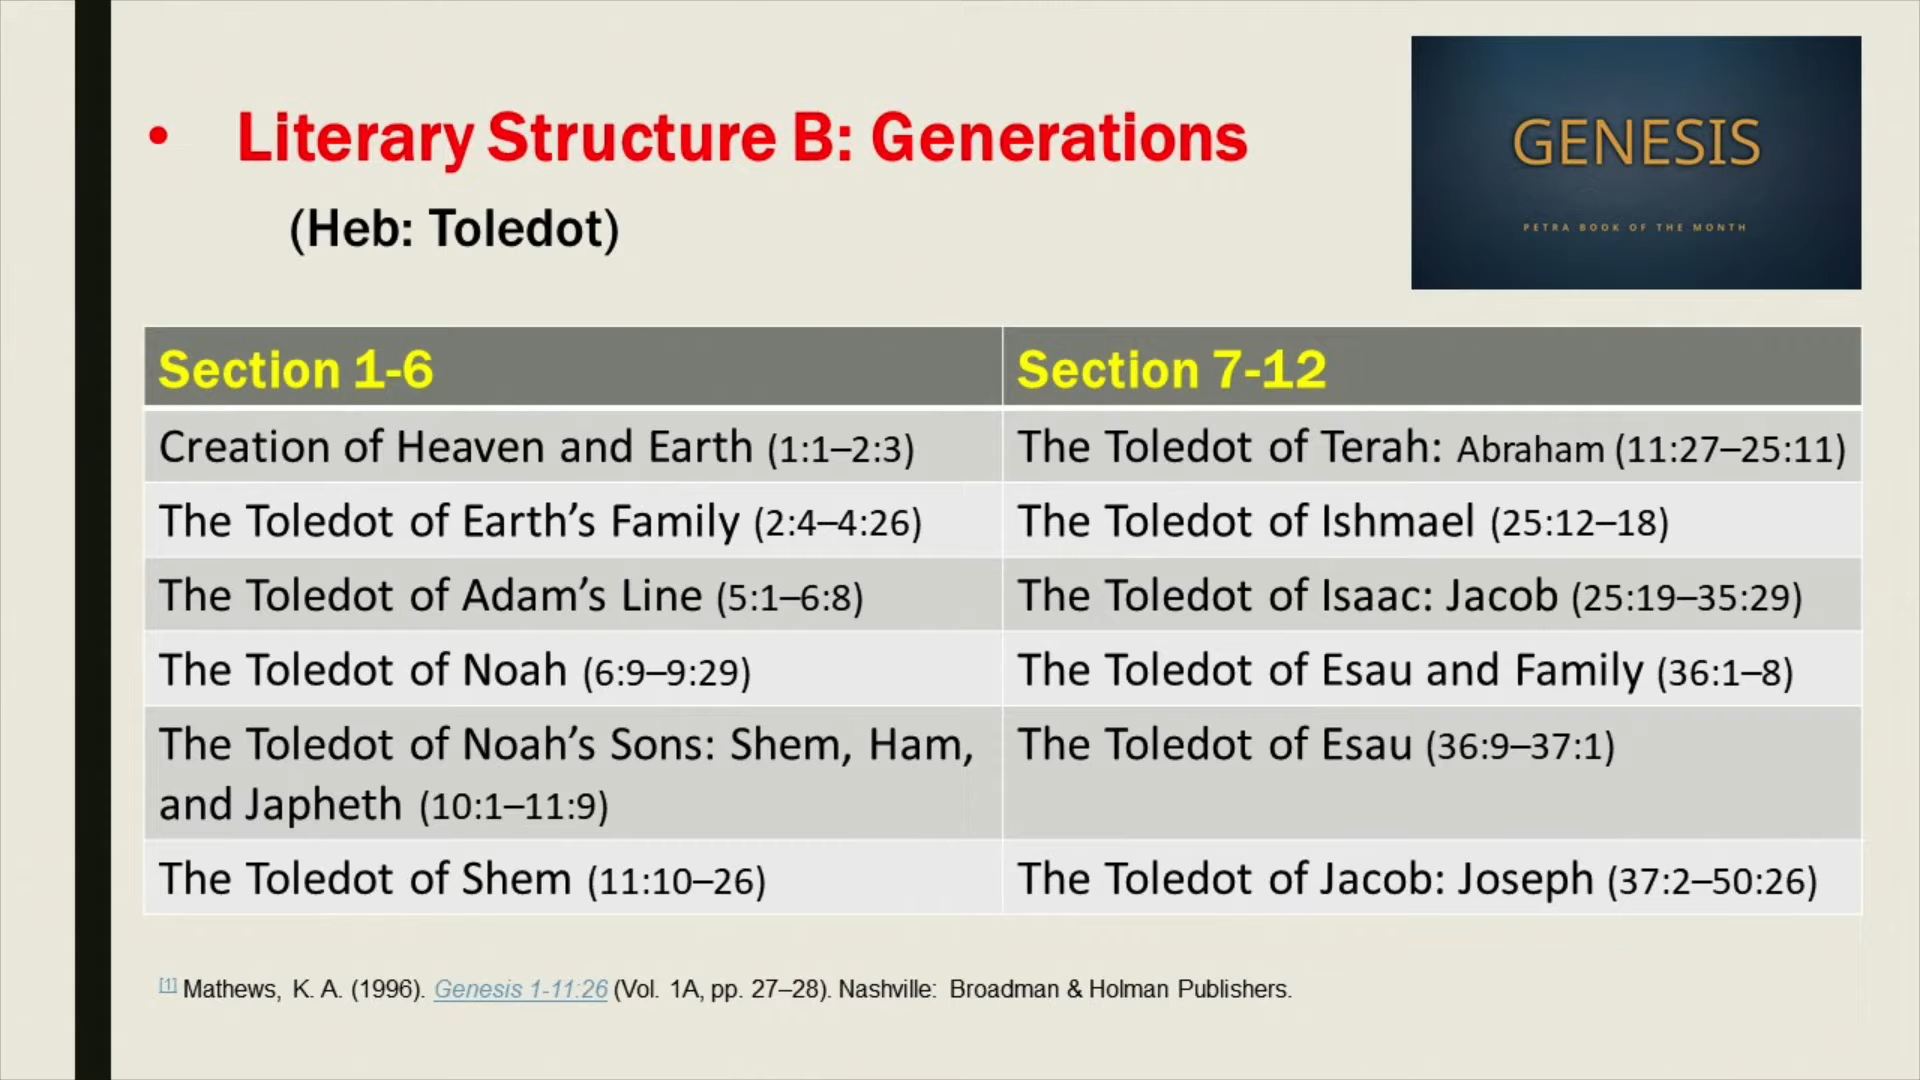 • Literary Structure B: Generations
(Heb: Toledot)
GENESIS
PETRA BOOK OF THE MONTH
Section 1-6
Section 7-12
Creation of Heaven and Earth (1:1–2:3)
The Toledot of Terah: Abraham (11:27–25:11)
The Toledot of Earth’s Family (2:4–4:26)
The Toledot of Ishmael (25:12–18)
The Toledot of Adam’s Line (5:1–6:8)
The Toledot of Isaac: Jacob (25:19–35:29)
The Toledot of Noah (6:9–9:29)
The Toledot of Esau and Family (36:1–8)
The Toledot of Noah’s Sons: Shem, Ham,
and Japheth (10:1–11:9)
The Toledot of Esau (36:9–37:1)
The Toledot of Shem (11:10–26)
The Toledot of Jacob: Joseph (37:2–50:26)
[1] Mathews, K. A. (1996). Genesis 1-11:26 (Vol. 1A, pp. 27–28). Nashville: Broadman & Holman Publishers.